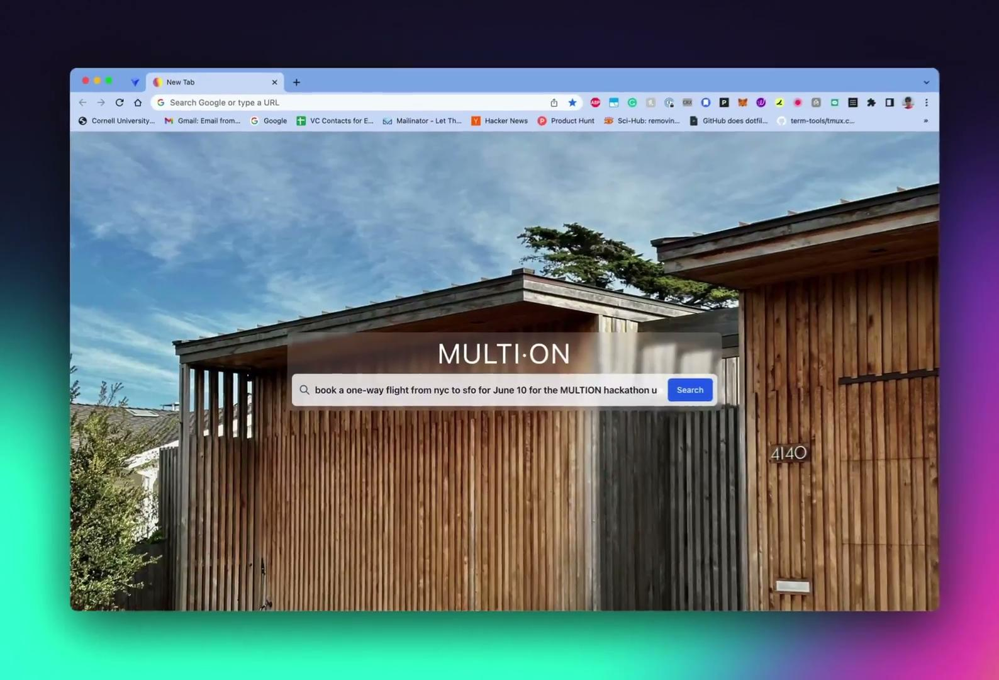 New Tab
Search Google or type a URL
ABP
CRX
P
Cornell University...
Gmail: Email from...
Google
VC Contacts for E...
Mailinator - Let Th...
Hacker News
Product Hunt
Sci-Hub: removin...
GitHub does dotfil...
term-tools/tmux.c...
»
MULTI·ON
book a one-way flight from nyc to sfo for June 10 for the MULTION hackathon u
Search
4140